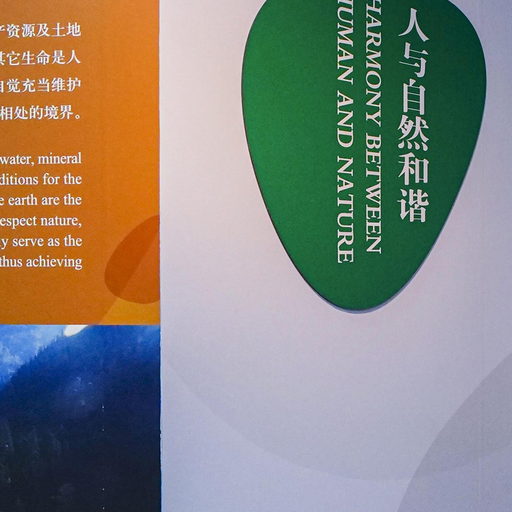 产资源及土地
其它生命是人
自觉充当维护
相处的境界。
water, mineral
ditions for the
e earth are the
espect nature,
y serve as the
thus achieving
人与自然和谐
HARMONY BETWEEN
HUMAN AND NATURE